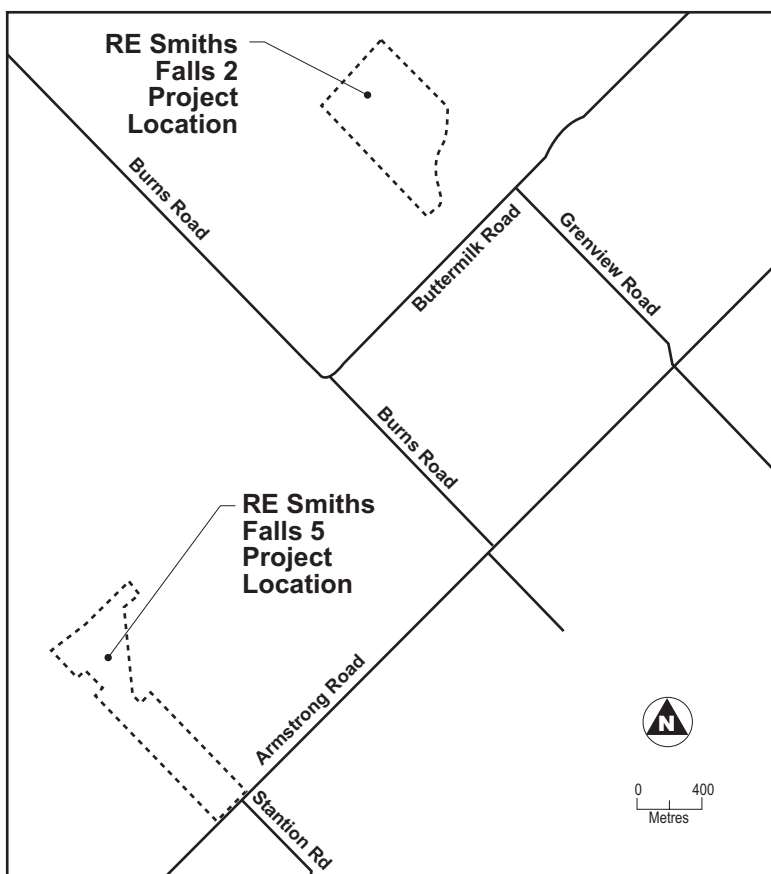 RE Smiths
Falls 2
Project
Location
Burns Road
Buttermilk Road
Grenview Road
Burns Road
RE Smiths
Falls 5
Project
Location
Armstrong Road
Stantion Rd
N
0 400
Metres